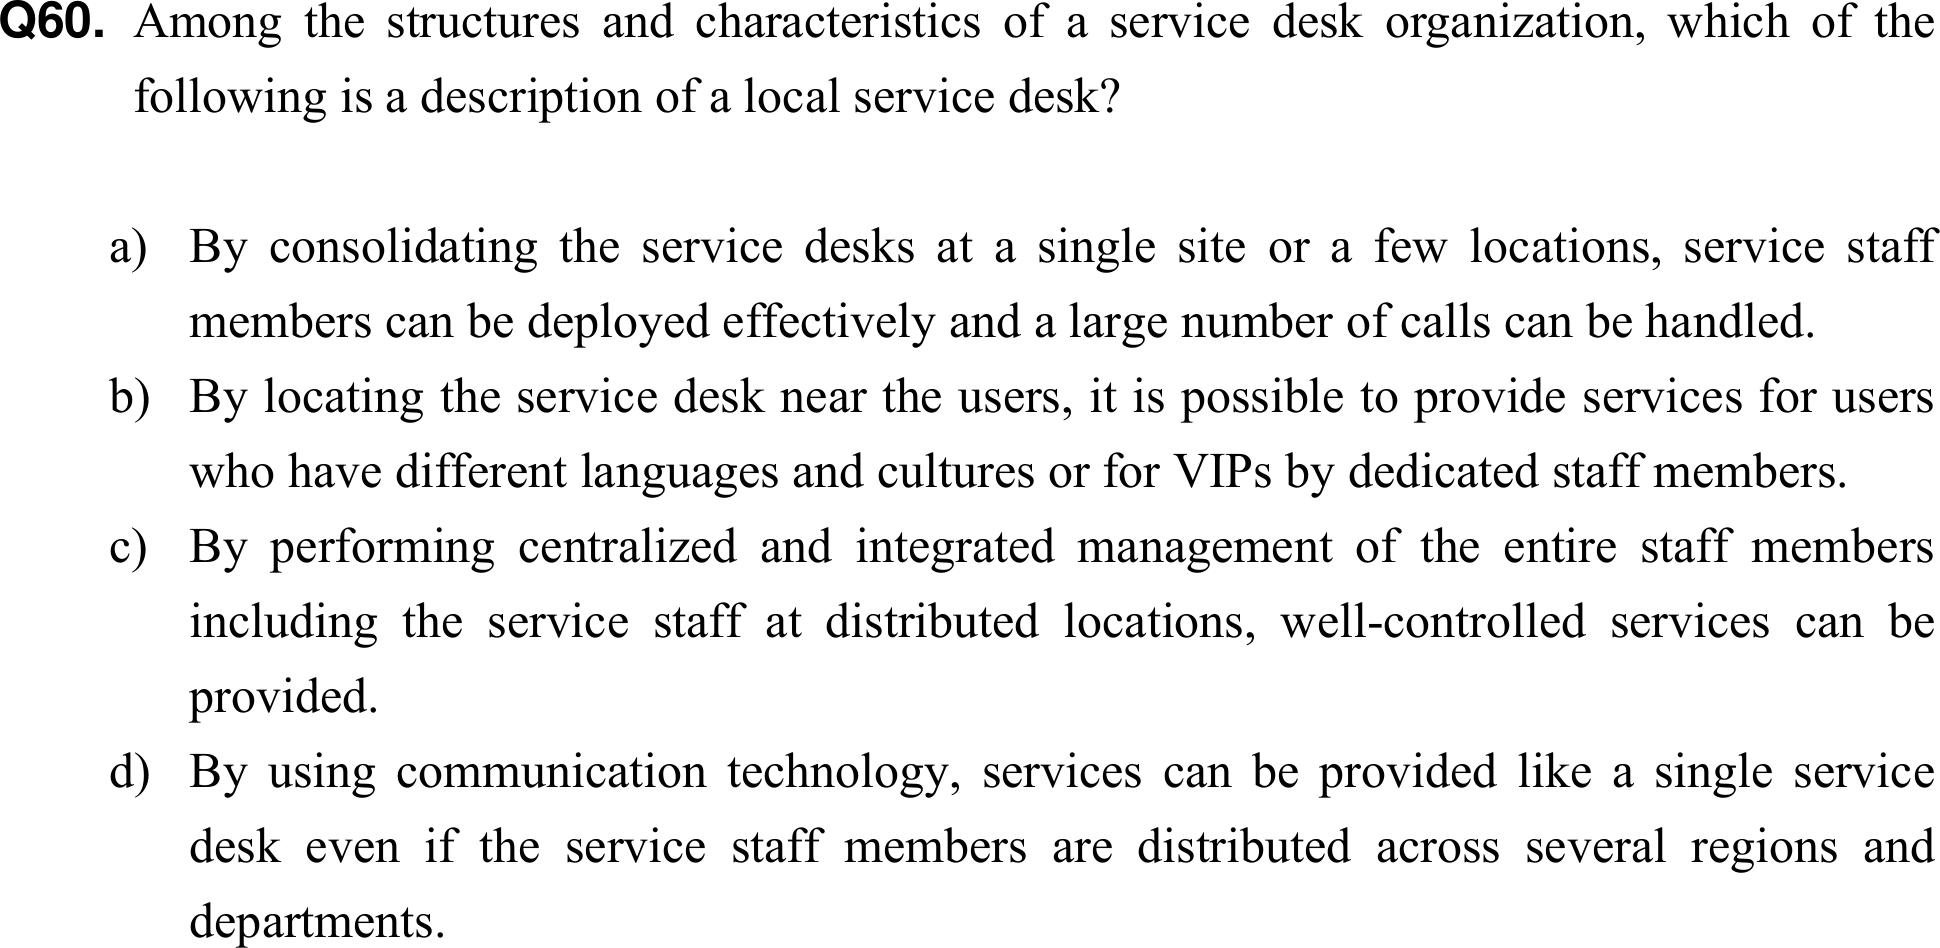 Q60. Among the structures and characteristics of a service desk organization, which of the
following is a description of a local service desk?
a) By consolidating the service desks at a single site or a few locations, service staff
members can be deployed effectively and a large number of calls can be handled.
b) By locating the service desk near the users, it is possible to provide services for users
who have different languages and cultures or for VIPs by dedicated staff members.
c) By performing centralized and integrated management of the entire staff members
including the service staff at distributed locations, well-controlled services can be
provided.
d) By using communication technology, services can be provided like a single service
desk even if the service staff members are distributed across several regions and
departments.